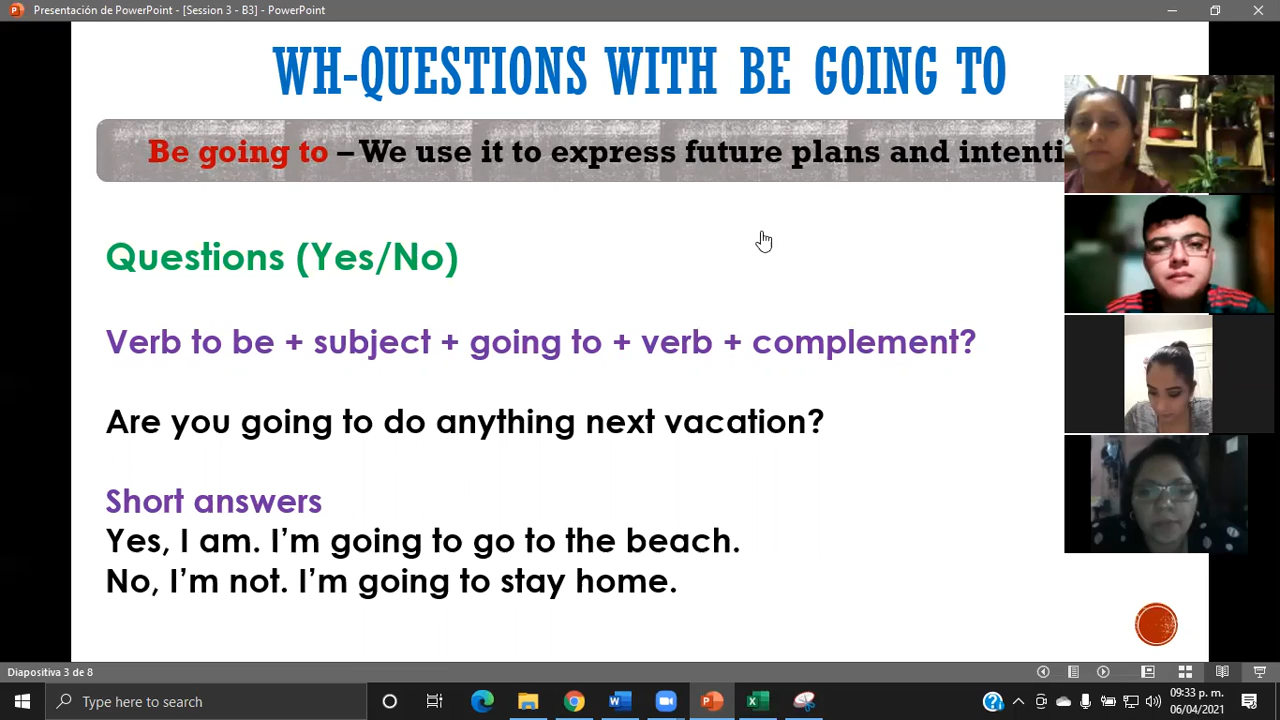 Presentación de PowerPoint - [Session 3 - B3] - PowerPoint
WH-QUESTIONS WITH BE GOING TO
Be going to – We use it to express future plans and intenti
Questions (Yes/No)
Verb to be + subject + going to + verb + complement?
Are you going to do anything next vacation?
Short answers
Yes, I am. I’m going to go to the beach.
No, I’m not. I’m going to stay home.
Diapositiva 3 de 8
Type here to search
09:33 p. m.
06/04/2021